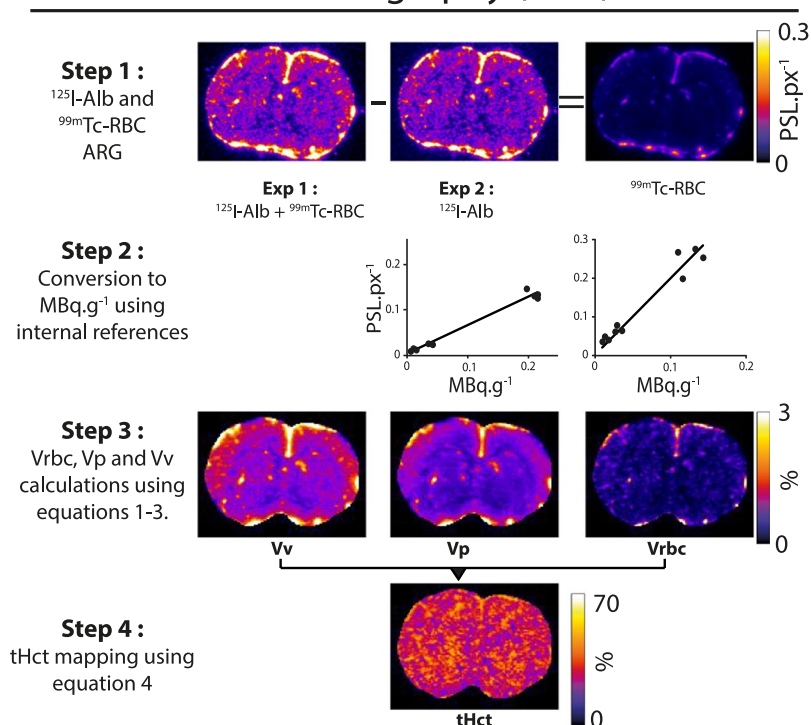 Step 1 :
¹²⁵I-Alb and
⁹⁹ᵐTc-RBC
ARG
0.3
PSL.px⁻¹
0
Exp 1 :
¹²⁵I-Alb + ⁹⁹ᵐTc-RBC
Exp 2 :
¹²⁵I-Alb
⁹⁹ᵐTc-RBC
Step 2 :
Conversion to
MBq.g⁻¹ using
internal references
PSL.px⁻¹
0.2
0.1
0
0 0.1 0.2
MBq.g⁻¹
0.3
0.2
0.1
0
0 0.1 0.2
MBq.g⁻¹
Step 3 :
Vrbc, Vp and Vv
calculations using
equations 1-3.
3
%
0
Vv Vp Vrbc
Step 4 :
tHct mapping using
equation 4
70
%
0
tHct